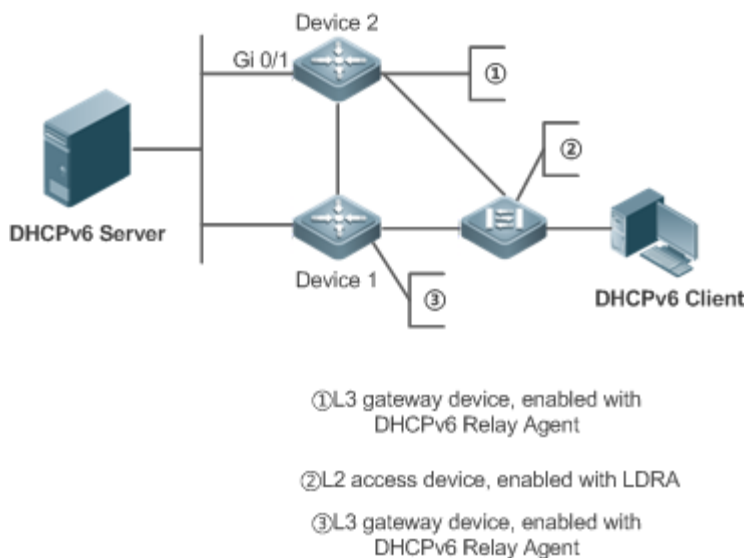 Device 2
Gi 0/1
①
②
DHCPv6 Server
Device 1
③
DHCPv6 Client
①L3 gateway device, enabled with
DHCPv6 Relay Agent
②L2 access device, enabled with LDRA
③L3 gateway device, enabled with
DHCPv6 Relay Agent